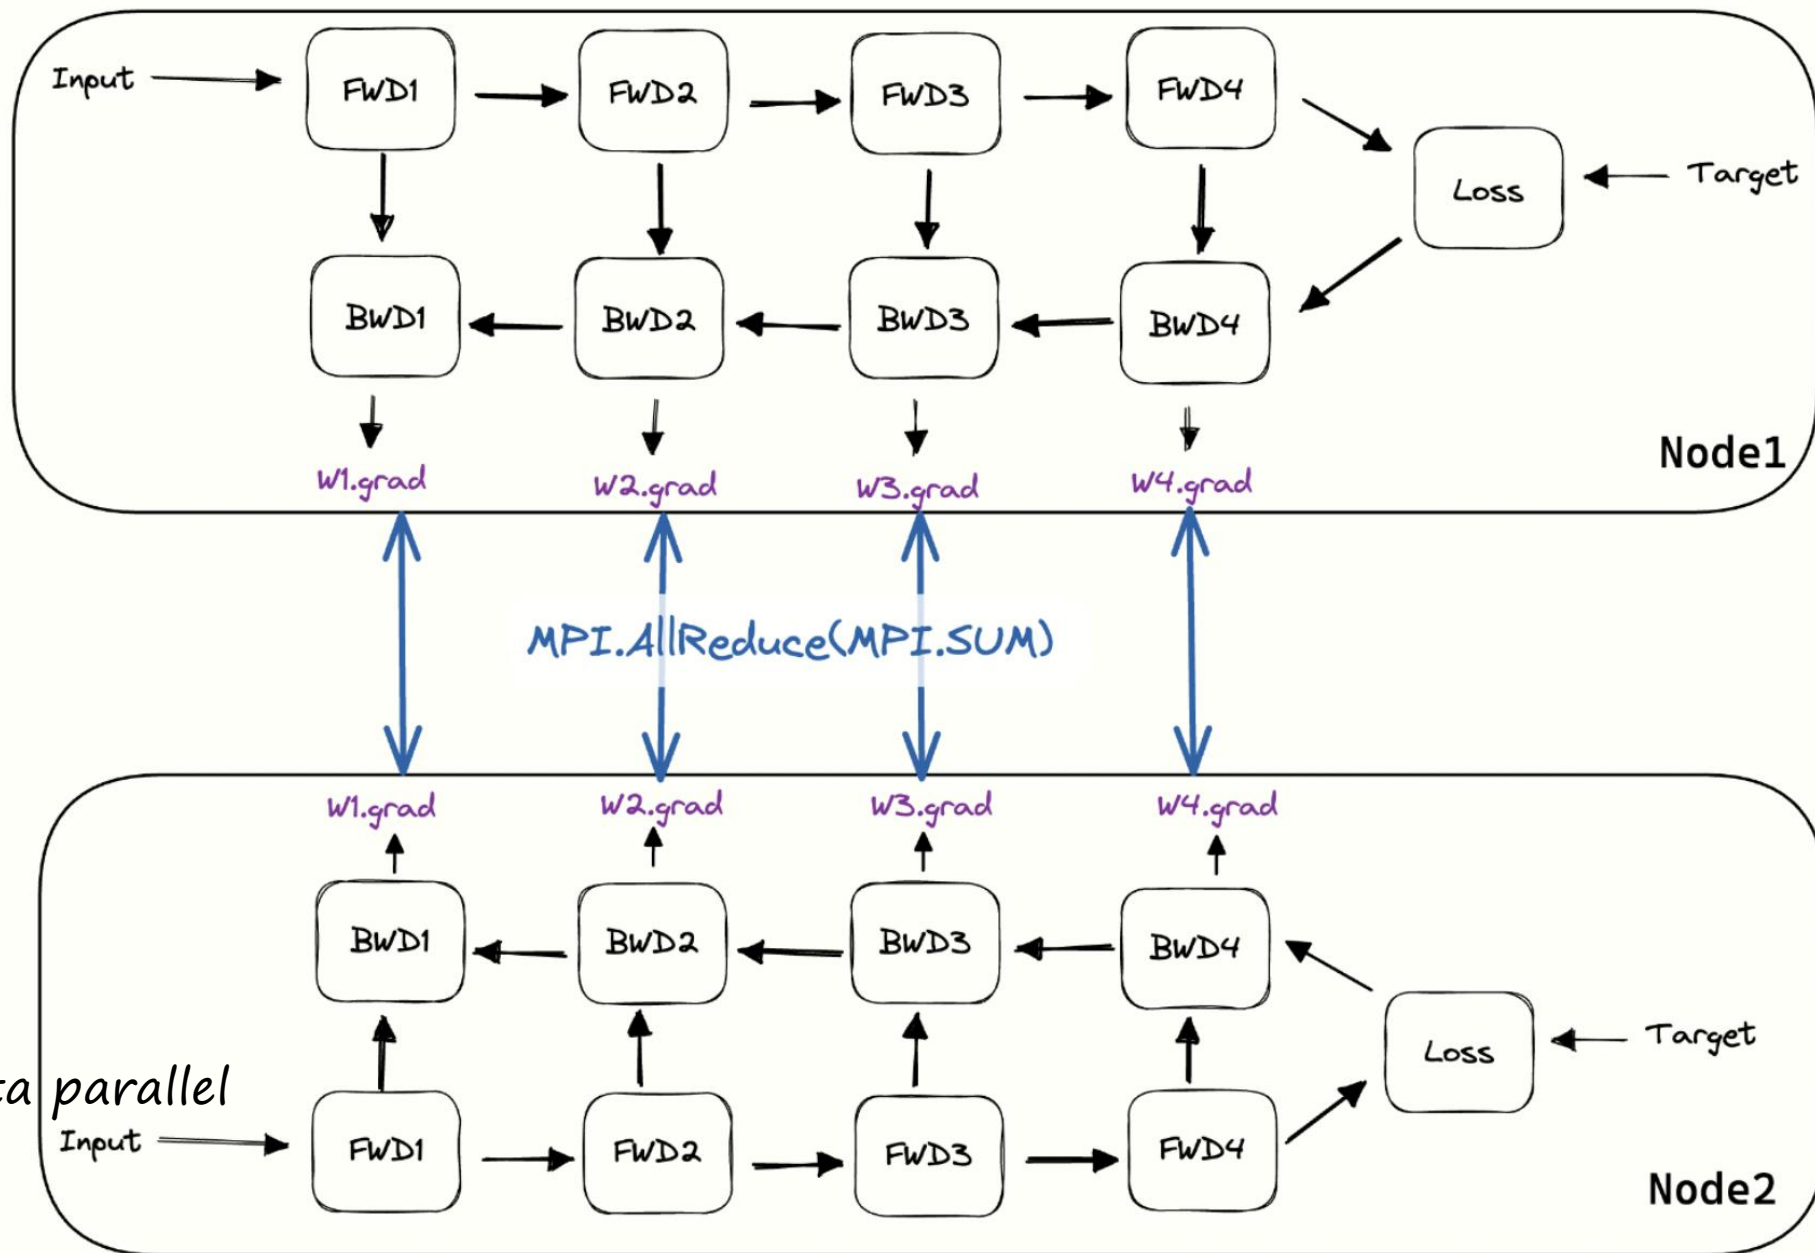 Input FWD1 FWD2 FWD3 FWD4
Loss Target
BWD1 BWD2 BWD3 BWD4
Node1
W1.grad W2.grad W3.grad W4.grad
MPI.AllReduce(MPI.SUM)
W1.grad W2.grad W3.grad W4.grad
BWD1 BWD2 BWD3 BWD4
Loss Target
parallel
Input FWD1 FWD2 FWD3 FWD4
Node2